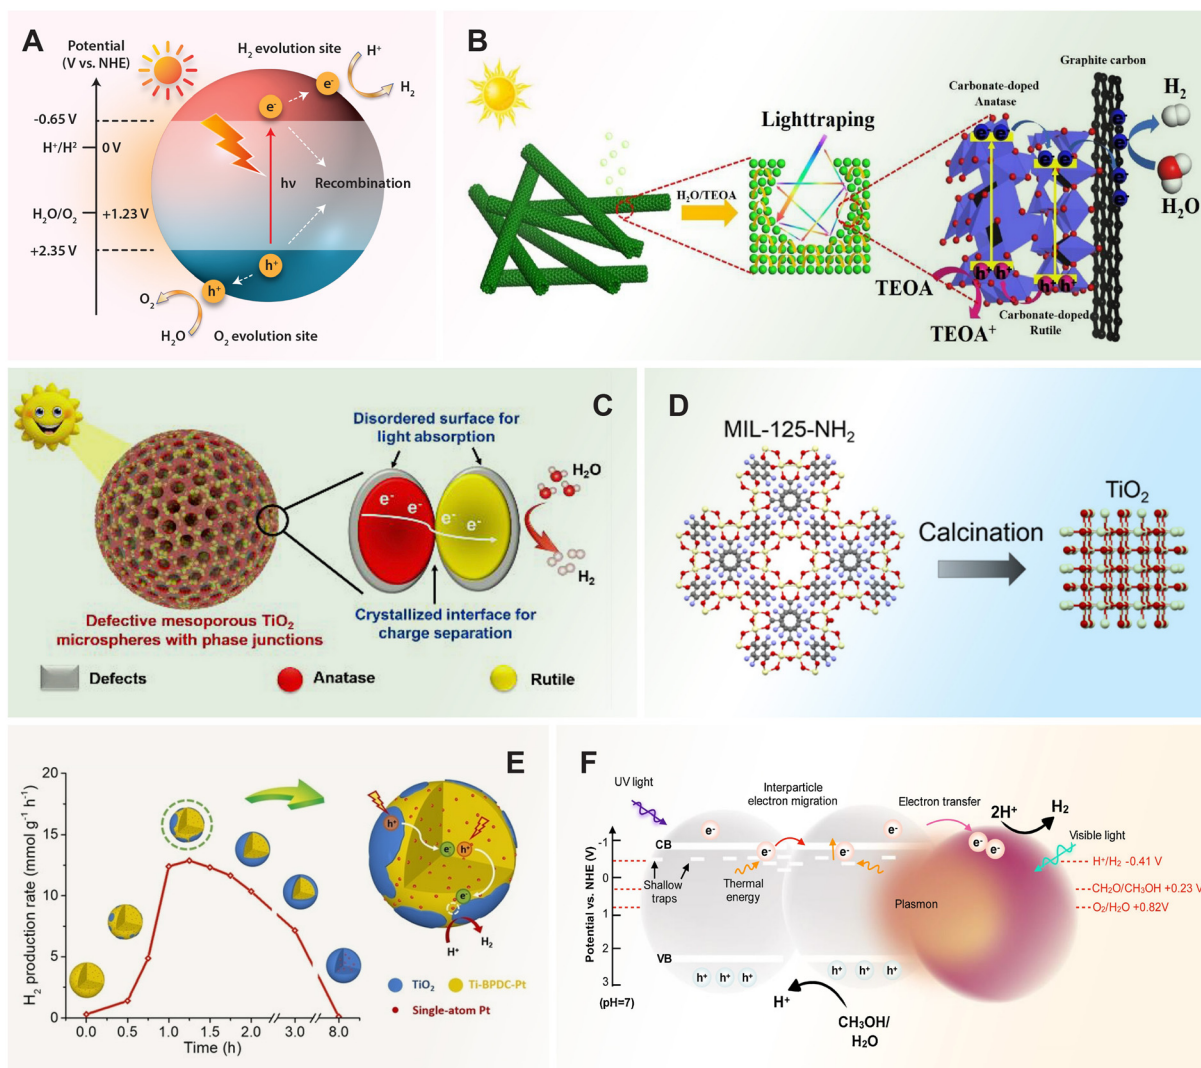 A
Potential
(V vs. NHE)
H₂ evolution site
H⁺
H₂
e⁻
e⁻
-0.65 V
H⁺/H²
0 V
hν
Recombination
H₂O/O₂
+1.23 V
+2.35 V
h⁺
h⁺
O₂
H₂O
O₂ evolution site
B
Lighttraping
H₂O/TEOA
Graphite carbon
Carbonate-doped
Anatase
H₂
H₂O
e⁻
e⁻
e⁻
e⁻
e⁻
e⁻
e⁻
e⁻
TEOA
TEOA⁺
h⁺
h⁺
h⁺
h⁺
Carbonate-doped
Rutile
C
Disordered surface for
light absorption
e⁻
e⁻
e⁻
e⁻
H₂O
H₂
Crystallized interface for
charge separation
Defective mesoporous TiO₂
microspheres with phase junctions
Defects
Anatase
Rutile
D
MIL-125-NH₂
Calcination
TiO₂
E
H₂ production rate (mmol g⁻¹ h⁻¹)
20
15
10
5
0
0.0
0.5
1.0
1.5
2.0
3.0
8.0
Time (h)
h⁺
e⁻
h⁺
e⁻
H⁺
H₂
TiO₂
Ti-BPDC-Pt
Single-atom Pt
F
UV light
Interparticle
electron migration
Electron transfer
2H⁺
H₂
Visible light
e⁻
e⁻
e⁻
e⁻
e⁻
e⁻
CB
Shallow
traps
Thermal
energy
Plasmon
H⁺/H₂ -0.41 V
CH₂O/CH₃OH +0.23 V
O₂/H₂O +0.82V
Potential vs. NHE (V)
-1
0
1
2
3
(pH=7)
VB
h⁺
h⁺
h⁺
h⁺
h⁺
h⁺
H⁺
CH₃OH/
H₂O